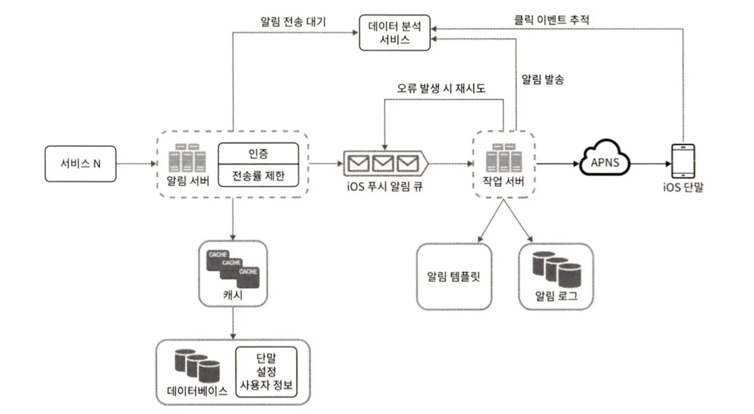 알림 전송 대기
데이터 분석
서비스
클릭 이벤트 추적
알림 발송
오류 발생 시 재시도
서비스 N
알림 서버
인증
전송률 제한
iOS 푸시 알림 큐
작업 서버
APNS
iOS 단말
CACHE
CACHE
CACHE
캐시
알림 템플릿
알림 로그
데이터베이스
단말
설정
사용자 정보